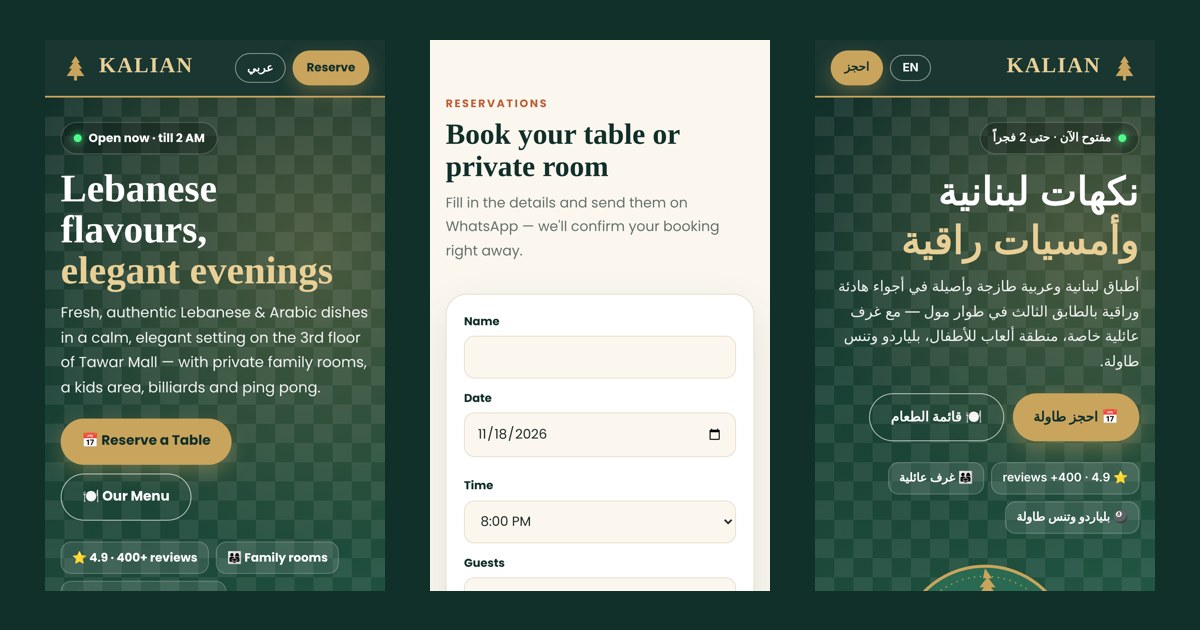 KALIAN
عربي
Reserve
Open now · till 2 AM
Lebanese
flavours,
elegant evenings
Fresh, authentic Lebanese & Arabic dishes
in a calm, elegant setting on the 3rd floor
of Tawar Mall — with private family rooms,
a kids area, billiards and ping pong.
📅 Reserve a Table
🍽️ Our Menu
⭐ 4.9 · 400+ reviews
👨‍👩‍👧 Family rooms
RESERVATIONS
Book your table or
private room
Fill in the details and send them on
WhatsApp — we'll confirm your booking
right away.
Name
Date
11/18/2026
Time
8:00 PM
Guests
KALIAN
EN
احجز
مفتوح الآن · حتى 2 فجراً
نكهات لبنانية
وأمسيات راقية
أطباق لبنانية وعربية طازجة وأصيلة في أجواء هادئة
وراقية بالطابق الثالث في طوار مول — مع غرف
عائلية خاصة، منطقة ألعاب للأطفال، بلياردو وتنس
طاولة.
📅 احجز طاولة
🍽️ قائمة الطعام
⭐ 4.9 · 400+ reviews
👨‍👩‍👧 غرف عائلية
🎱 بلياردو وتنس طاولة